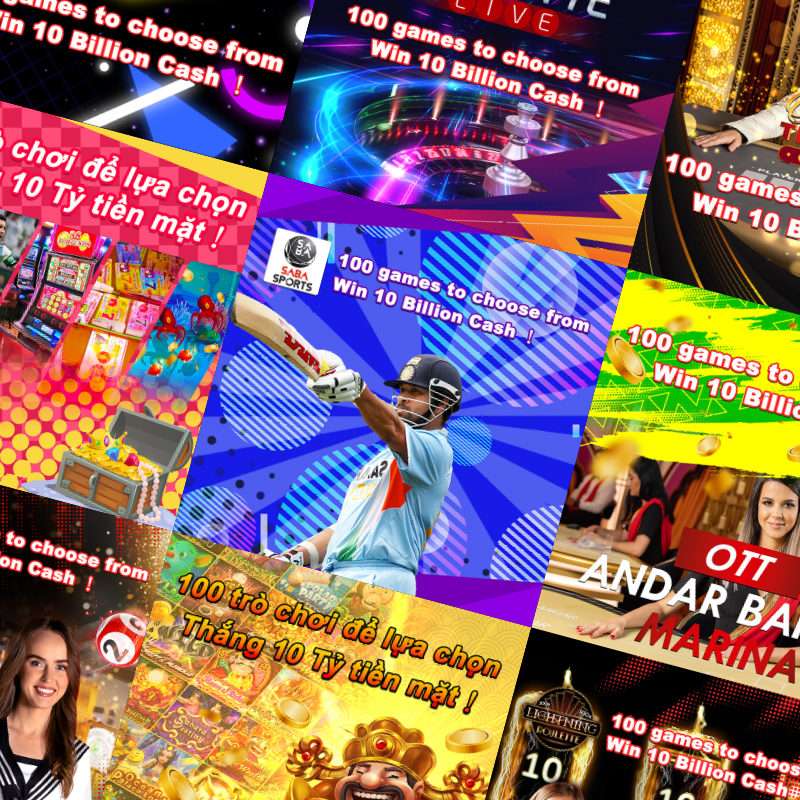 games to choose from
Win 10 Billion Cash !
LIVE
100 games to choose from
Win 10 Billion Cash !
100 games
Win 10 B
chơi để lựa chọn
10 Tỷ tiền mặt !
SABA
SABA
SPORTS
100 games to choose from
Win 10 Billion Cash !
100 games to
Win 10 Billio
OTT
ANDAR BA
MARINA
to choose from
Cash !
2
100 trò chơi để lựa chọn
Thắng 10 Tỷ tiền mặt !
LIGHTNING
ROULETTE
10
100 games to choos
Win 10 Billion Cash
10